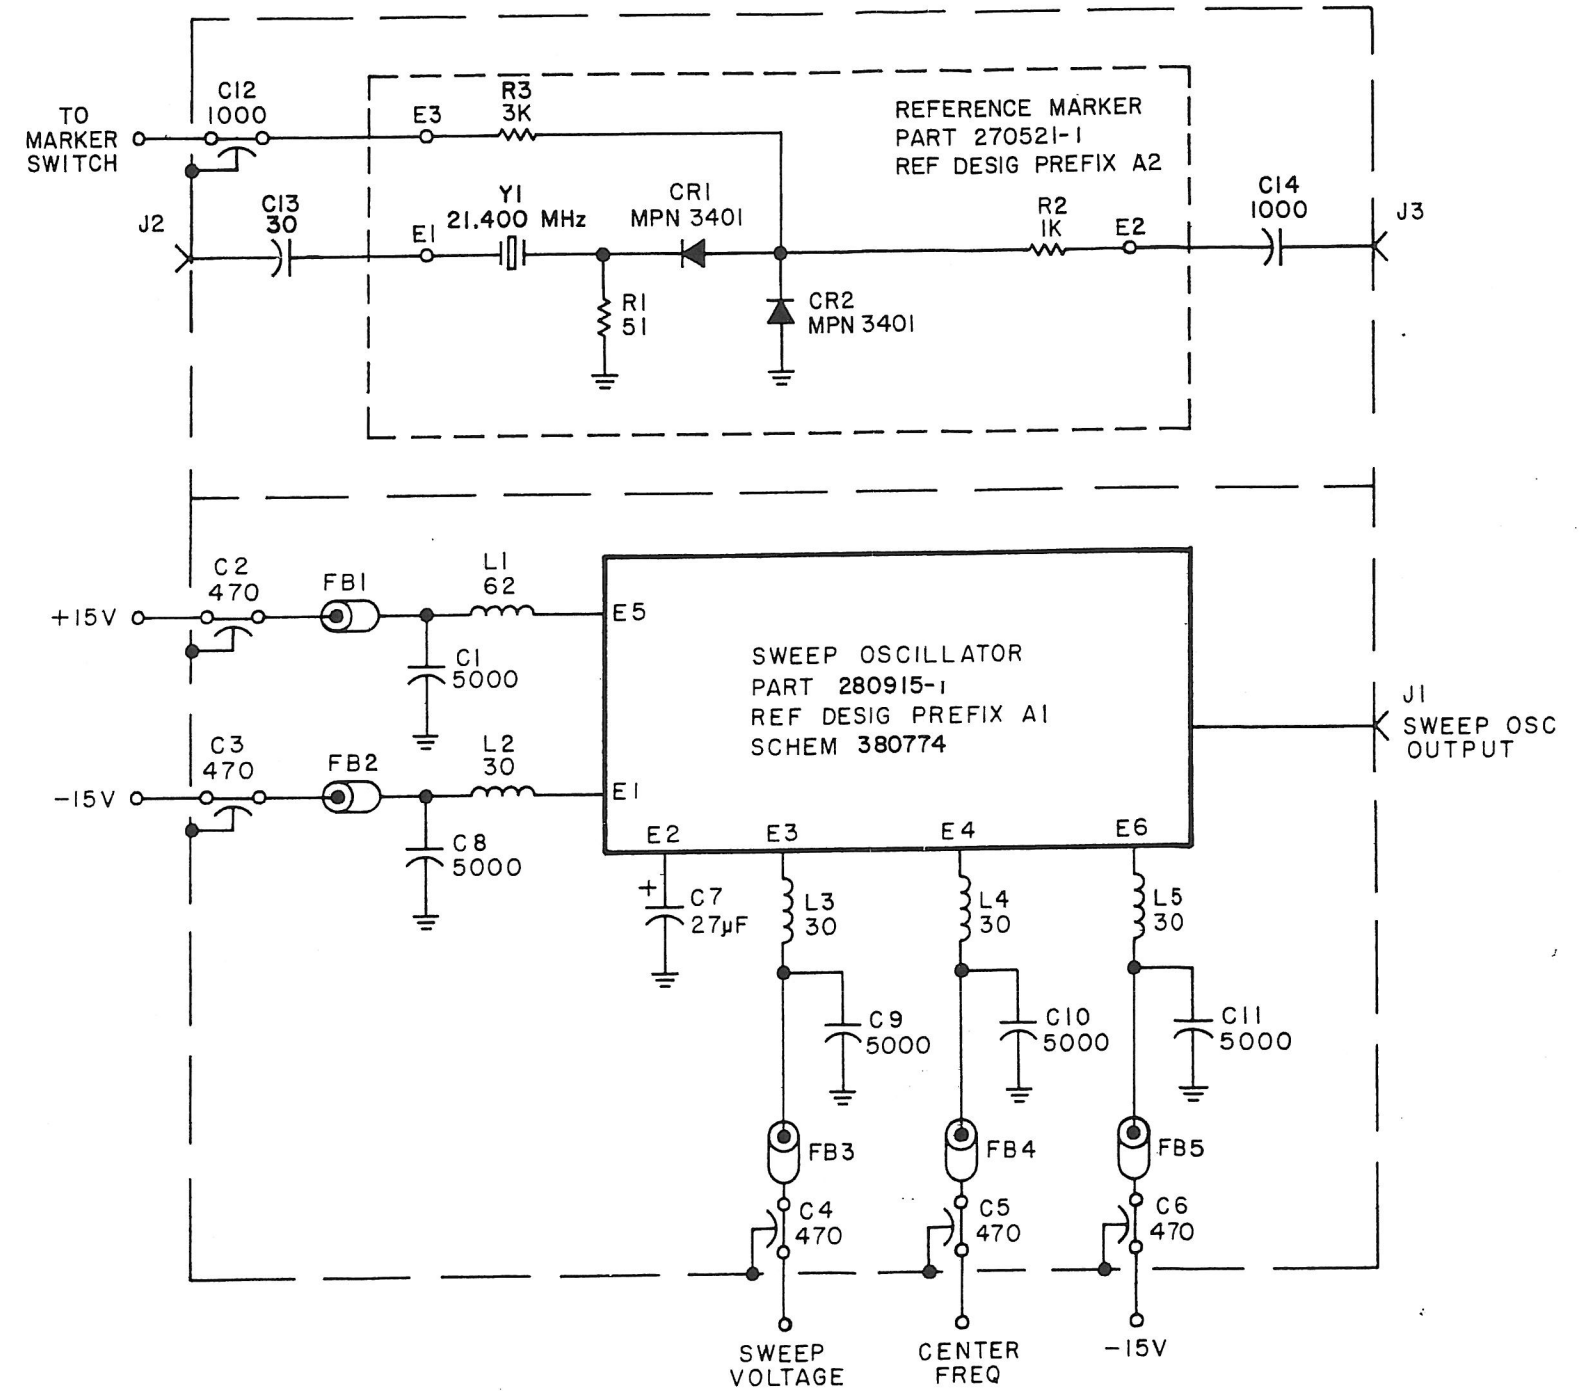 C12
1000
TO
MARKER
SWITCH
E3
R3
3K
REFERENCE MARKER
PART 270521-1
REF DESIG PREFIX A2
J2
C13
30
E1
Y1
21.400 MHz
CR1
MPN 3401
R2
1K
E2
C14
1000
J3
R1
51
CR2
MPN 3401
+15V
C2
470
FB1
L1
62
E5
C1
5000
SWEEP OSCILLATOR
PART 280915-1
REF DESIG PREFIX A1
SCHEM 380774
J1
SWEEP OSC
OUTPUT
-15V
C3
470
FB2
L2
30
E1
C8
5000
E2
E3
E4
E6
+
C7
27µF
L3
30
L4
30
L5
30
C9
5000
C10
5000
C11
5000
FB3
FB4
FB5
C4
470
C5
470
C6
470
SWEEP
VOLTAGE
CENTER
FREQ
-15V